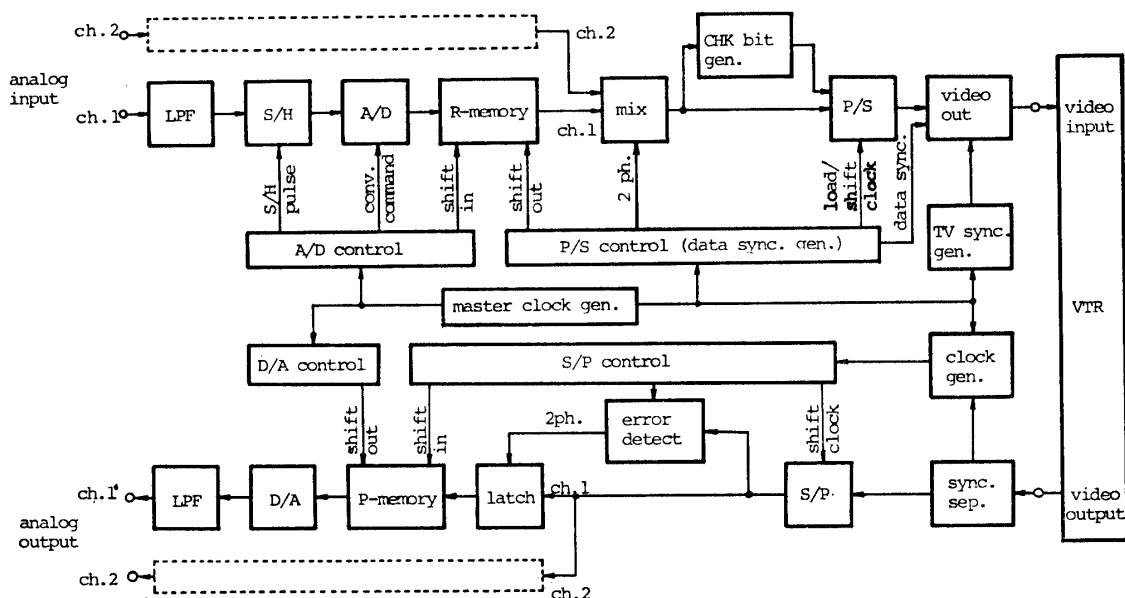 ch.2
ch.2
analog
input
ch.1
LPF
S/H
A/D
R-memory
ch.1
mix
CHK bit
gen.
P/S
video
out
video
input
S/H
pulse
conv.
command
shift
in
shift
out
2 ph.
load/
shift
clock
data sync.
A/D control
P/S control (data sync. gen.)
TV sync.
gen.
master clock gen.
VTR
D/A control
S/P control
clock
gen.
shift
out
shift
in
2ph.
error
detect
shift
clock
ch.1
LPF
D/A
P-memory
latch
ch.1
S/P
sync.
sep.
video
output
analog
output
ch.2
ch.2